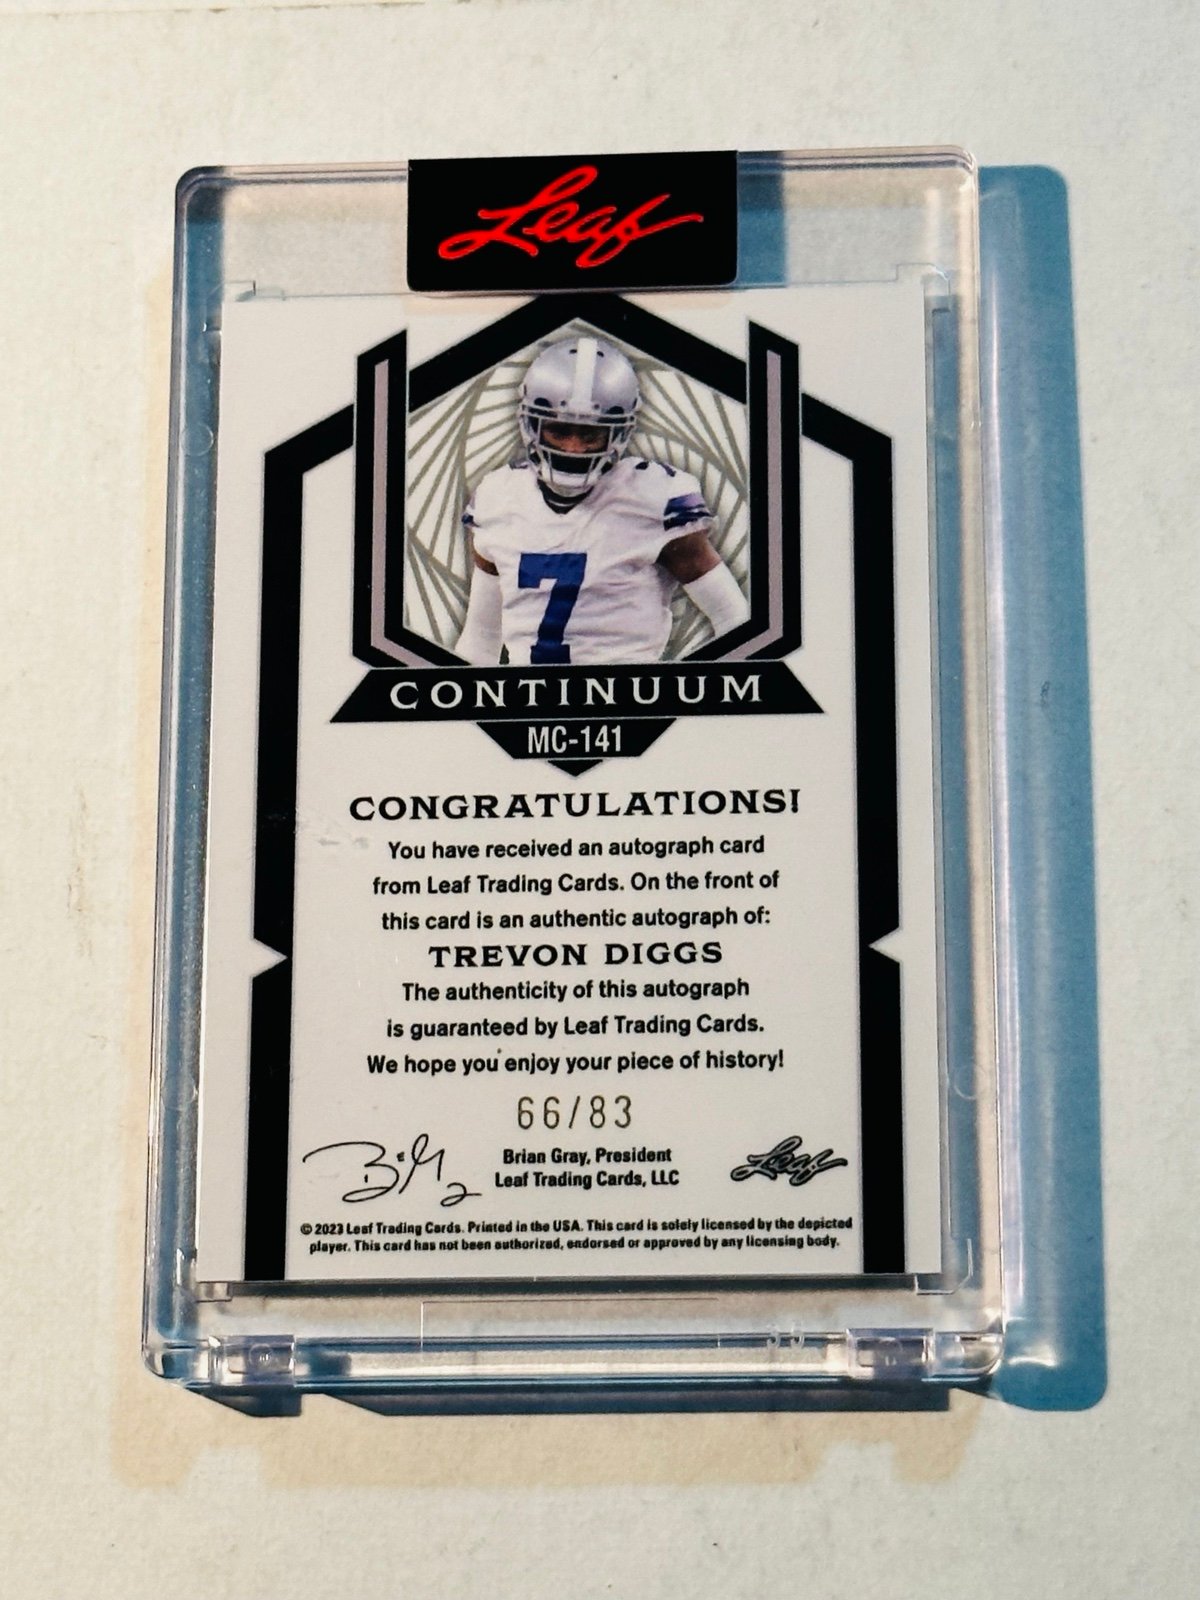 Leaf
7
CONTINUUM
MC-141
CONGRATULATIONS!
You have received an autograph card
from Leaf Trading Cards. On the front of
this card is an authentic autograph of:
TREVON DIGGS
The authenticity of this autograph
is guaranteed by Leaf Trading Cards.
We hope you enjoy your piece of history!
66/83
Brian Gray, President
Leaf Trading Cards, LLC
Leaf
© 2023 Leaf Trading Cards. Printed in the USA. This card is solely licensed by the depicted
player. This card has not been authorized, endorsed or approved by any licensing body.